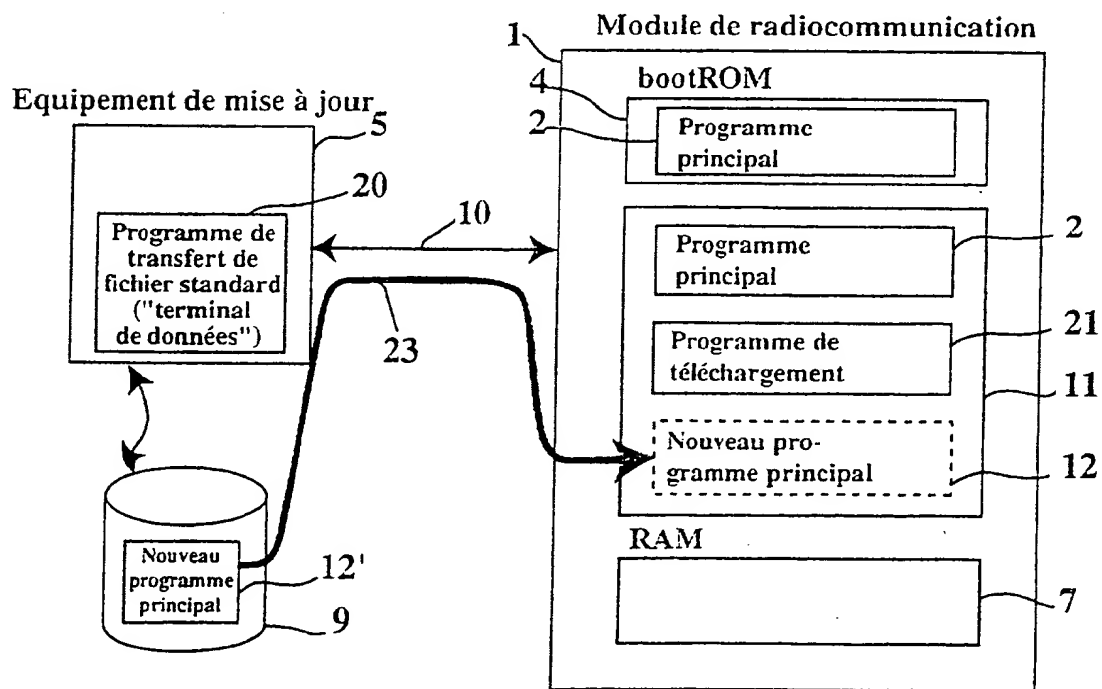 Module de radiocommunication
1
bootROM
4
2
Programme
principal
Equipement de mise à jour
5
20
Programme de
transfert de
fichier standard
("terminal
de données")
10
23
Programme
principal
2
Programme de
téléchargement
21
11
Nouveau pro-
gramme principal
12
RAM
7
Nouveau
programme
principal
12'
9